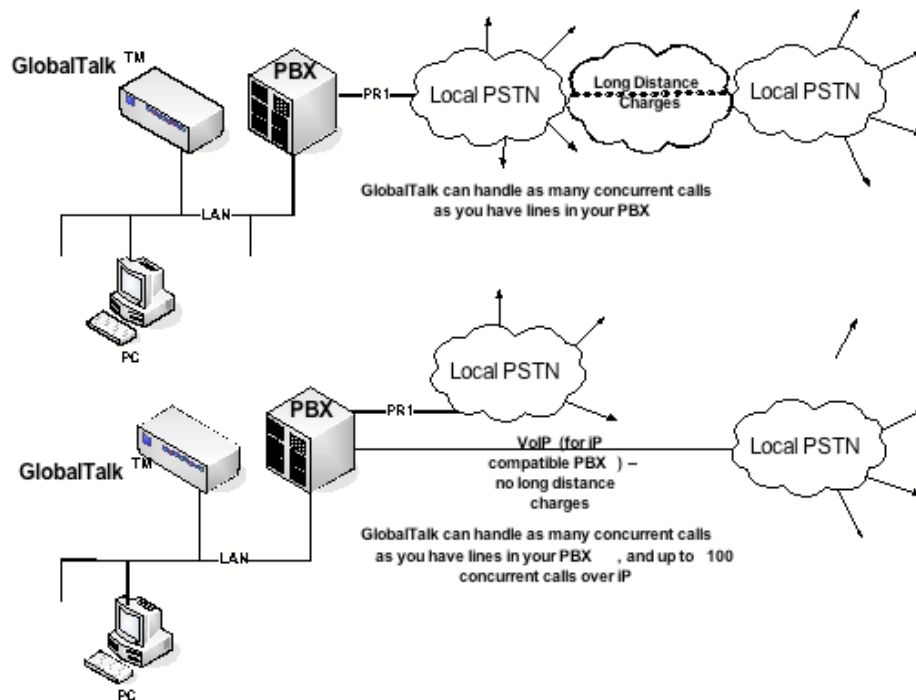 GlobalTalk TM
PBX
PR1
Local PSTN
Long Distance
Charges
Local PSTN
LAN
GlobalTalk can handle as many concurrent calls
as you have lines in your PBX
PC
Local PSTN
PBX
PR1
Local PSTN
GlobalTalk TM
VoIP (for iP
compatible PBX ) –
no long distance
charges
LAN
GlobalTalk can handle as many concurrent calls
as you have lines in your PBX , and up to 100
concurrent calls over iP
PC